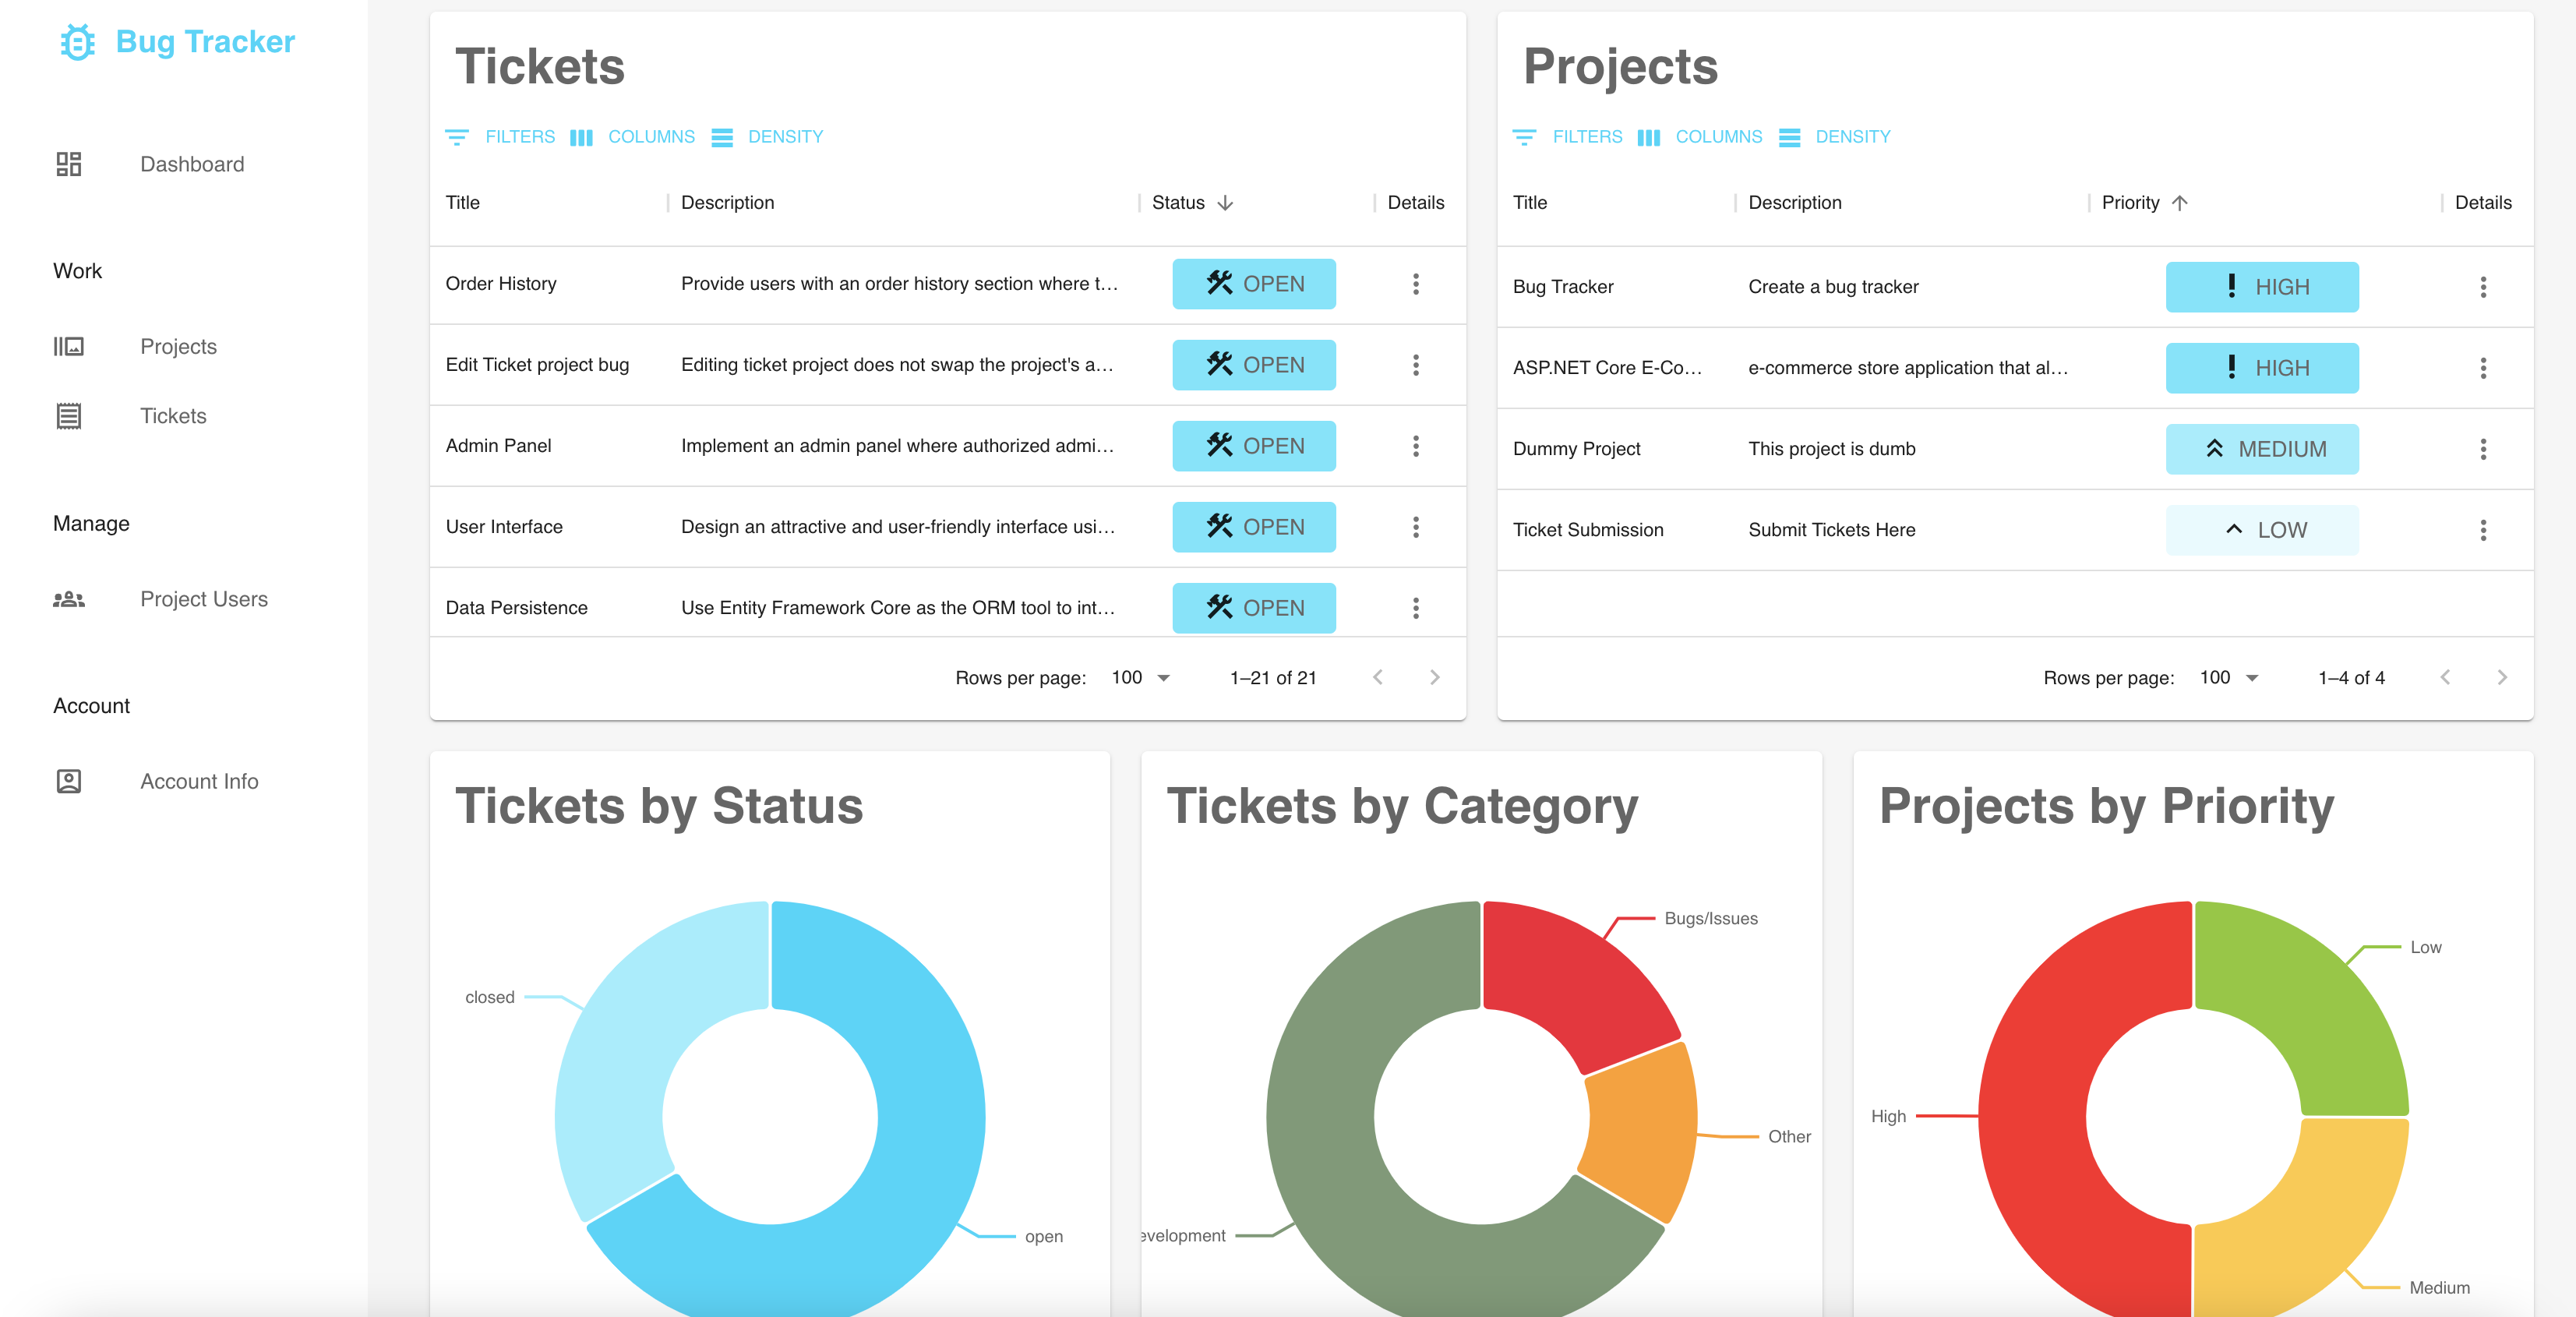 Bug Tracker
Dashboard
Work
Projects
Tickets
Manage
Project Users
Account
Account Info
Tickets
FILTERS COLUMNS DENSITY
Title Description Status Details
Order History Provide users with an order history section where t... OPEN
Edit Ticket project bug Editing ticket project does not swap the project's a... OPEN
Admin Panel Implement an admin panel where authorized admi... OPEN
User Interface Design an attractive and user-friendly interface usi... OPEN
Data Persistence Use Entity Framework Core as the ORM tool to int... OPEN
Rows per page: 100 1–21 of 21
Projects
FILTERS COLUMNS DENSITY
Title Description Priority Details
Bug Tracker Create a bug tracker HIGH
ASP.NET Core E-Co... e-commerce store application that al... HIGH
Dummy Project This project is dumb MEDIUM
Ticket Submission Submit Tickets Here LOW
Rows per page: 100 1–4 of 4
Tickets by Status
closed
open
Tickets by Category
Bugs/Issues
Other
evelopment
Projects by Priority
Low
High
Medium